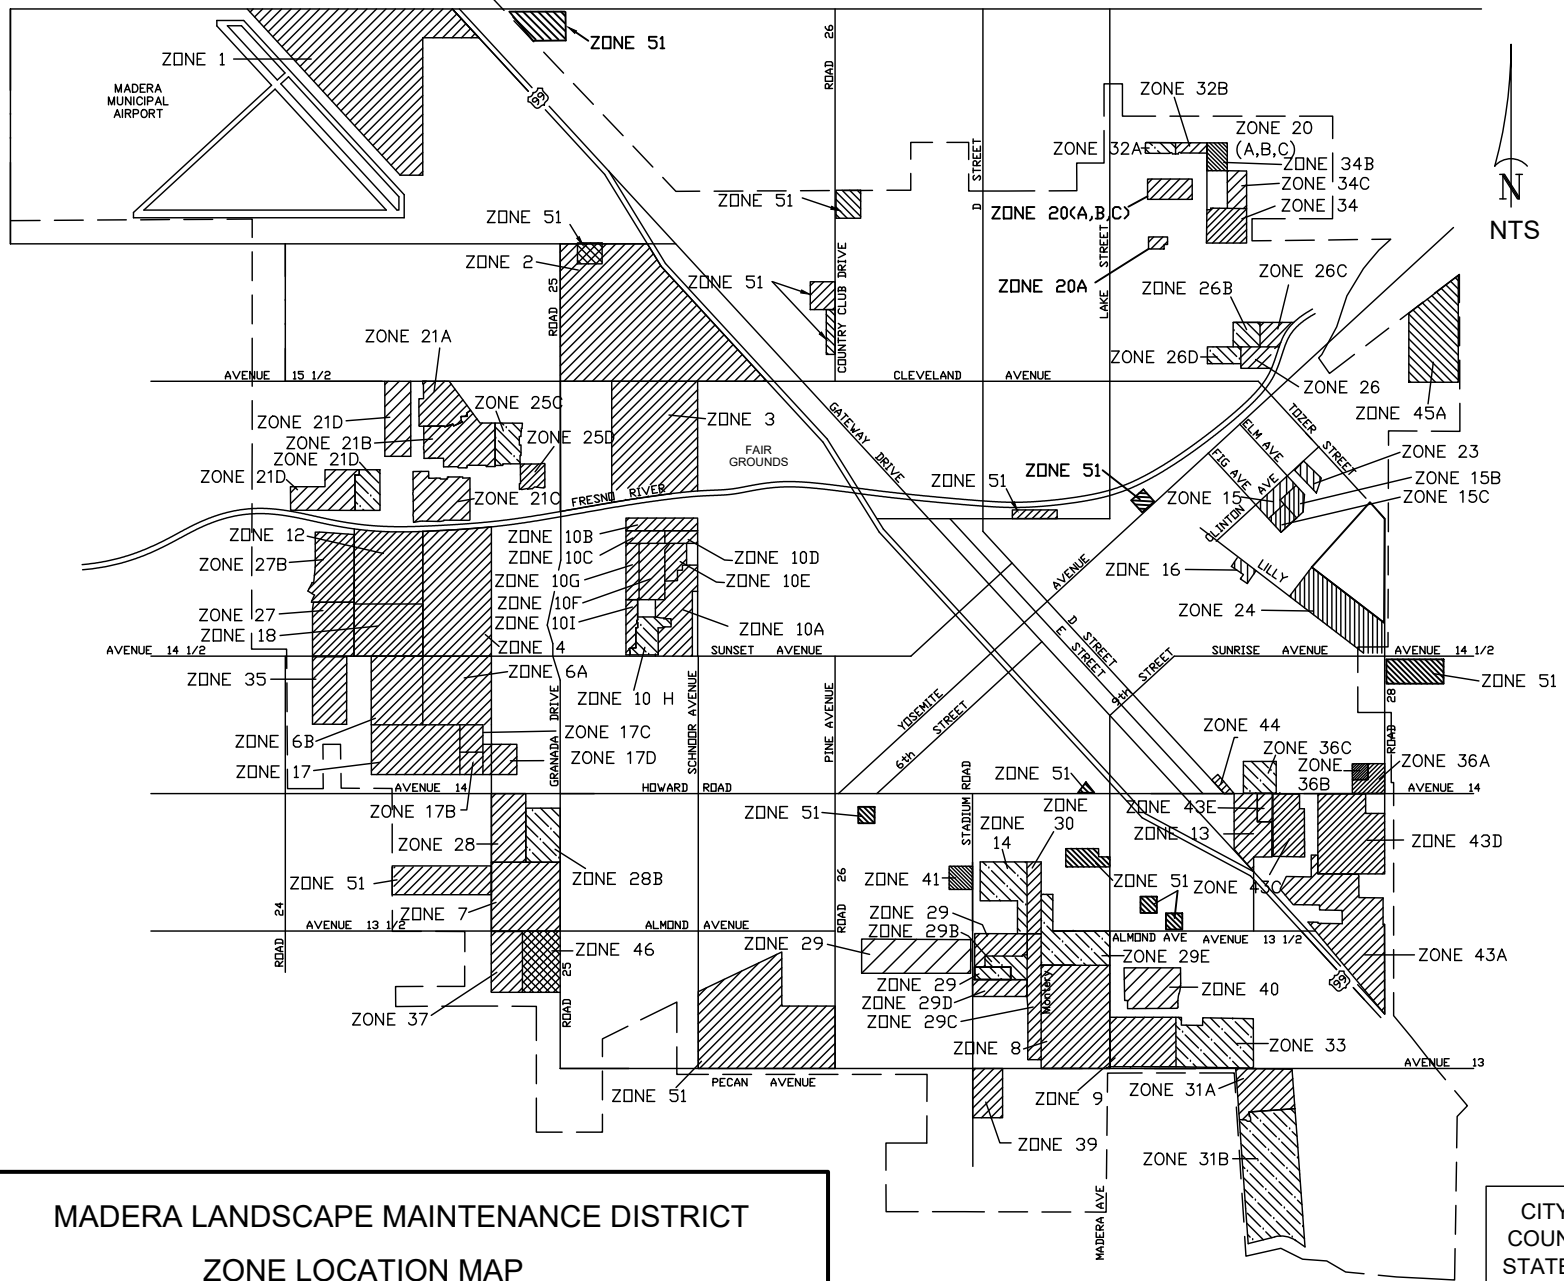 ZONE 51
ZONE 1
MADERA
MUNICIPAL
AIRPORT
99
ROAD 26
D STREET
ZONE 32B
ZONE 20
(A,B,C)
ZONE 32A
ZONE 34B
ZONE 34C
ZONE 34
N
NTS
ZONE 51
ZONE 51
ZONE 20(A,B,C)
ZONE 2
ROAD 25
ZONE 51
COUNTRY CLUB DRIVE
LAKE STREET
ZONE 20A
ZONE 26C
ZONE 26B
ZONE 21A
ZONE 26D
AVENUE 15 1/2
CLEVELAND AVENUE
ZONE 26
ZONE 45A
ZONE 25C
ZONE 3
ZONE 21D
ZONE 21B
ZONE 25D
ZONE 21D
ZONE 21D
ZONE 21C
FAIR
GROUNDS
GATEWAY DRIVE
TOZER STREET
ELM AVE
FIG AVE
CLINTON AVE
ZONE 23
ZONE 51
ZONE 51
ZONE 15
ZONE 15B
ZONE 15C
FRESNO RIVER
ZONE 12
ZONE 27B
ZONE 10B
ZONE 10C
ZONE 10D
ZONE 10G
ZONE 10E
ZONE 10F
ZONE 10I
ZONE 10A
ZONE 27
ZONE 18
ZONE 4
ZONE 16
LILLY
ZONE 24
AVENUE
AVENUE 14 1/2
SUNSET AVENUE
D STREET
E STREET
SUNRISE AVENUE
AVENUE 14 1/2
ZONE 35
ZONE 6A
ZONE 10 H
ZONE 51
9th STREET
YOSEMITE
6th STREET
ROAD 28
GRANADA DRIVE
SCHNOOR AVENUE
PINE AVENUE
ZONE 6B
ZONE 17C
ZONE 17
ZONE 17D
ZONE 44
ZONE 36C
ZONE
36B
ZONE 36A
STADIUM ROAD
ZONE 51
AVENUE 14
HOWARD ROAD
AVENUE 14
ZONE 17B
ZONE 51
ZONE
30
ZONE
14
ZONE 43E
ZONE 13
ZONE 43D
ZONE 28
ZONE 28B
ZONE 51
ZONE 41
ZONE 51
ZONE 43C
ZONE 7
ROAD 24
ROAD 26
ZONE 29
ZONE 29B
AVENUE 13 1/2
ALMOND AVENUE
ALMOND AVE
AVENUE 13 1/2
ZONE 46
ZONE 29
ZONE 29E
ZONE 43A
ZONE 29
ZONE 29D
ZONE 29C
Montery
ZONE 40
99
ZONE 37
ROAD 25
ZONE 8
ZONE 33
AVENUE 13
PECAN AVENUE
ZONE 51
ZONE 9
ZONE 31A
ZONE 39
ZONE 31B
MADERA AVE
MADERA LANDSCAPE MAINTENANCE DISTRICT
ZONE LOCATION MAP
CITY
COUN
STATE